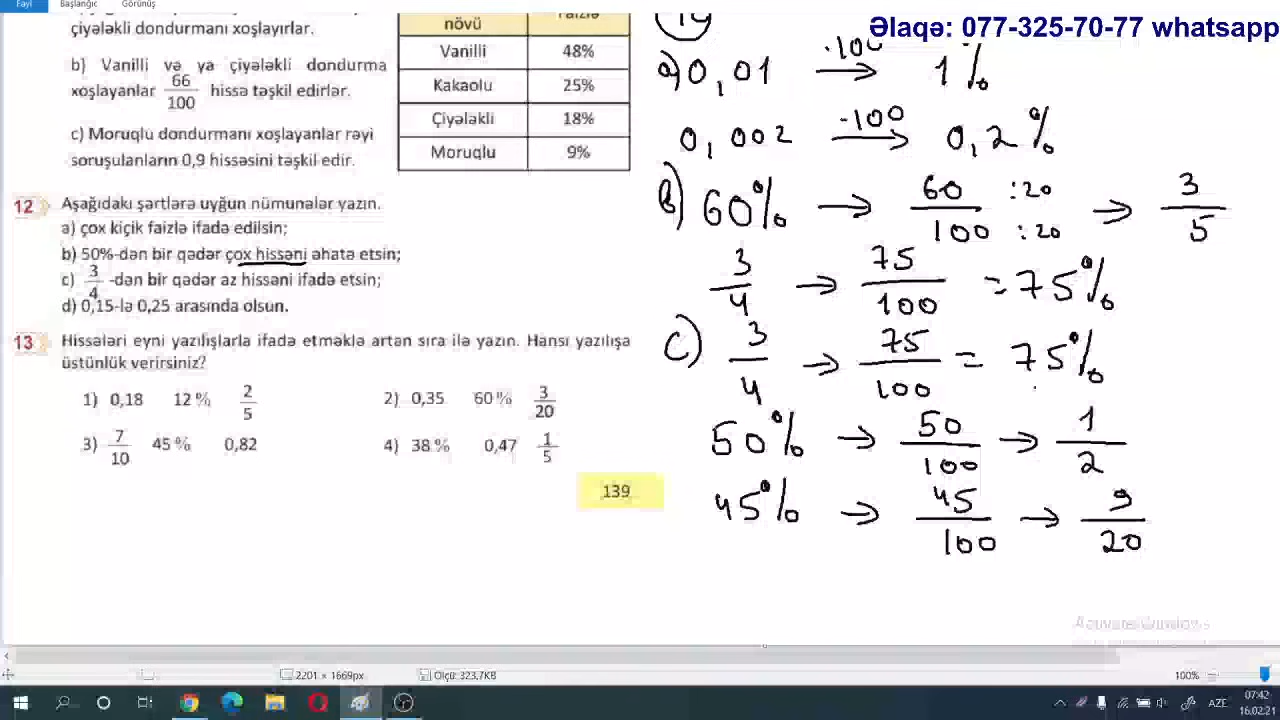 Fayl Başlanğıc Görünüş
Əlaqə: 077-325-70-77 whatsapp
çiyələkli dondurmanı xoşlayırlar.
b) Vanilli və ya çiyələkli dondurma
xoşlayanlar 66/100 hissə təşkil edirlər.
c) Moruqlu dondurmanı xoşlayanlar rəyi
soruşulanların 0,9 hissəsini təşkil edir.
növü Faizlə
Vanilli 48%
Kakaolu 25%
Çiyələkli 18%
Moruqlu 9%
12 Aşağıdakı şərtlərə uyğun nümunələr yazın.
a) çox kiçik faizlə ifadə edilsin;
b) 50%-dən bir qədər çox hissəni əhatə etsin;
c) 3/4 -dən bir qədər az hissəni ifadə etsin;
d) 0,15-lə 0,25 arasında olsun.
13 Hissələri eyni yazılışlarla ifadə etməklə artan sıra ilə yazın. Hansı yazılışa
üstünlük verirsiniz?
1) 0,18 12 % 2/5 2) 0,35 60 % 3/20
3) 7/10 45 % 0,82 4) 38 % 0,47 1/5
139
a) 0,01 → ·100 1%
0,002 → ·100 0,2%
b) 60% → 60/100 :20 :20 → 3/5
3/4 → 75/100 = 75%
c) 3/4 → 75/100 = 75%
50% → 50/100 → 1/2
45% → 45/100 → 9/20
Activate Windows
2201 × 1669px Ölçü: 323,7KB 100%
AZE 07:42
16.02.21